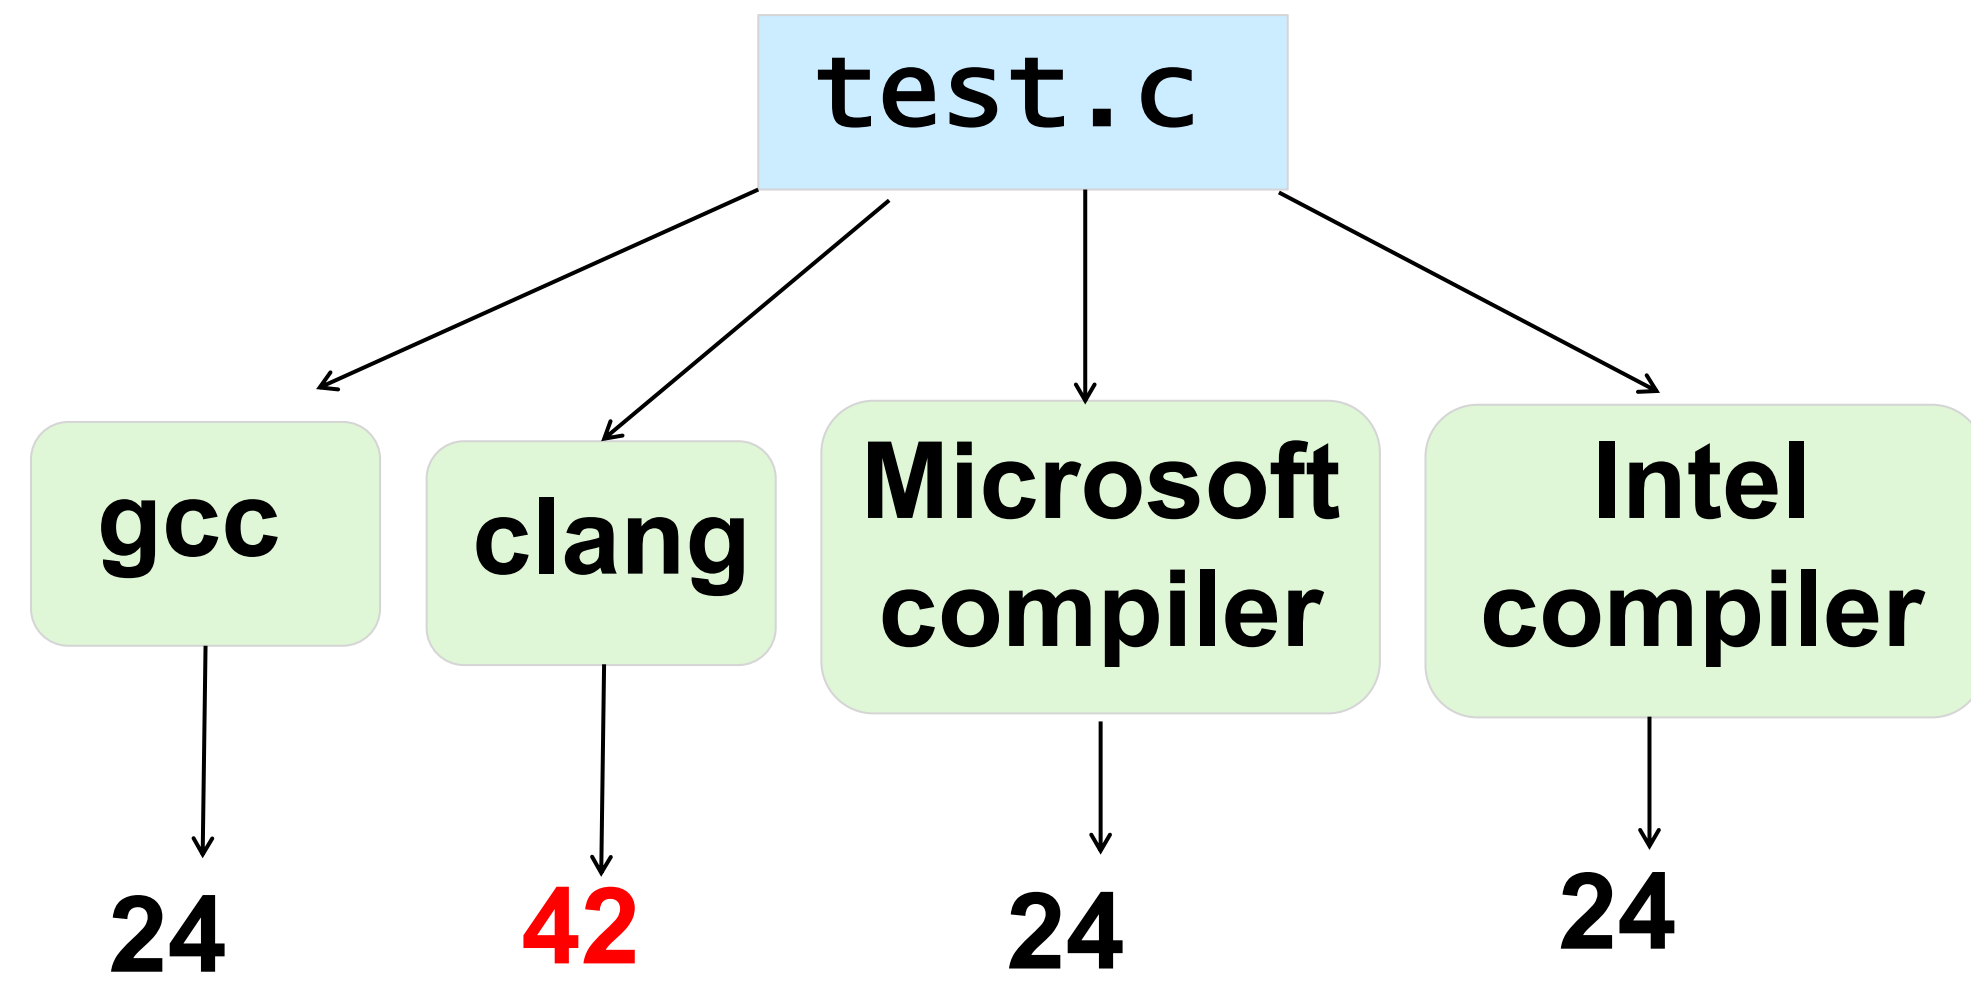 test.c
gcc
clang
Microsoft
compiler
Intel
compiler
24
42
24
24